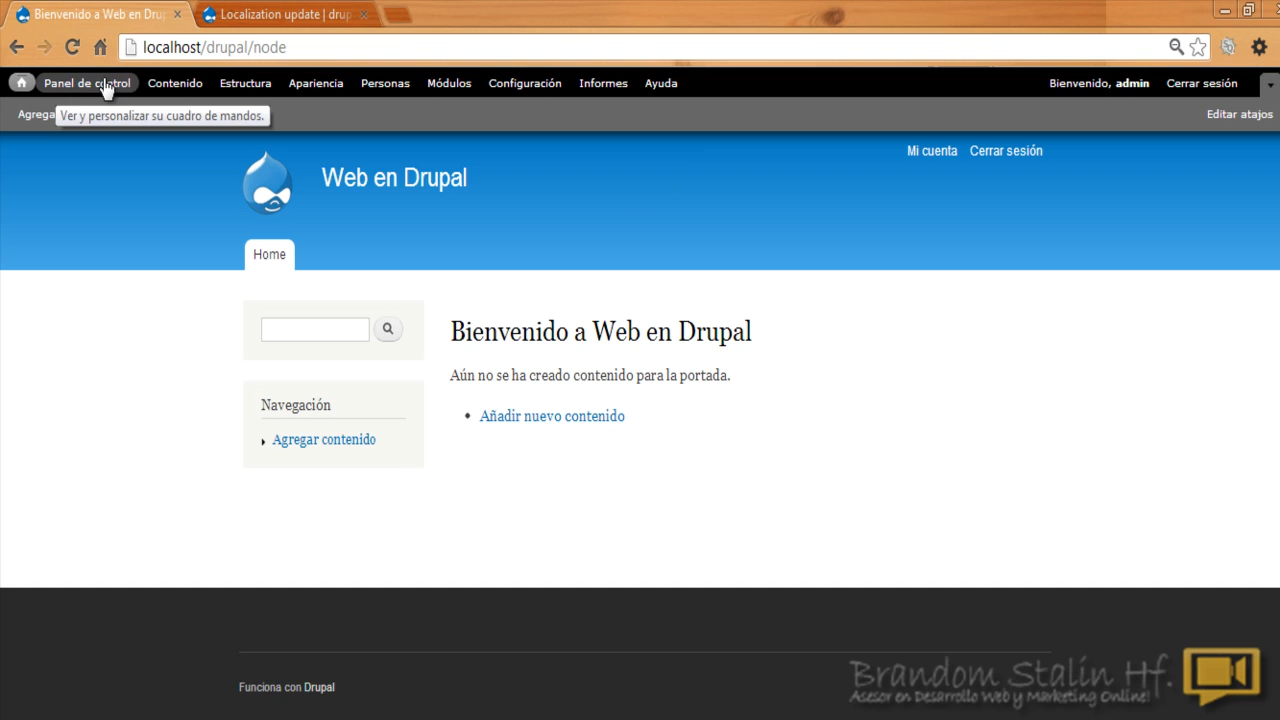 Bienvenido a Web en Dru
Localization update | drup
localhost/drupal/node
Panel de control Contenido Estructura Apariencia Personas Módulos Configuración Informes Ayuda Bienvenido, admin Cerrar sesión
Agrega Ver y personalizar su cuadro de mandos. Editar atajos
Mi cuenta Cerrar sesión
Web en Drupal
Home
Bienvenido a Web en Drupal
Aún no se ha creado contenido para la portada.
Navegación
Añadir nuevo contenido
Agregar contenido
Brandom Stalin Hf.
Asesor en Desarrollo Web y Marketing Online!
Funciona con Drupal